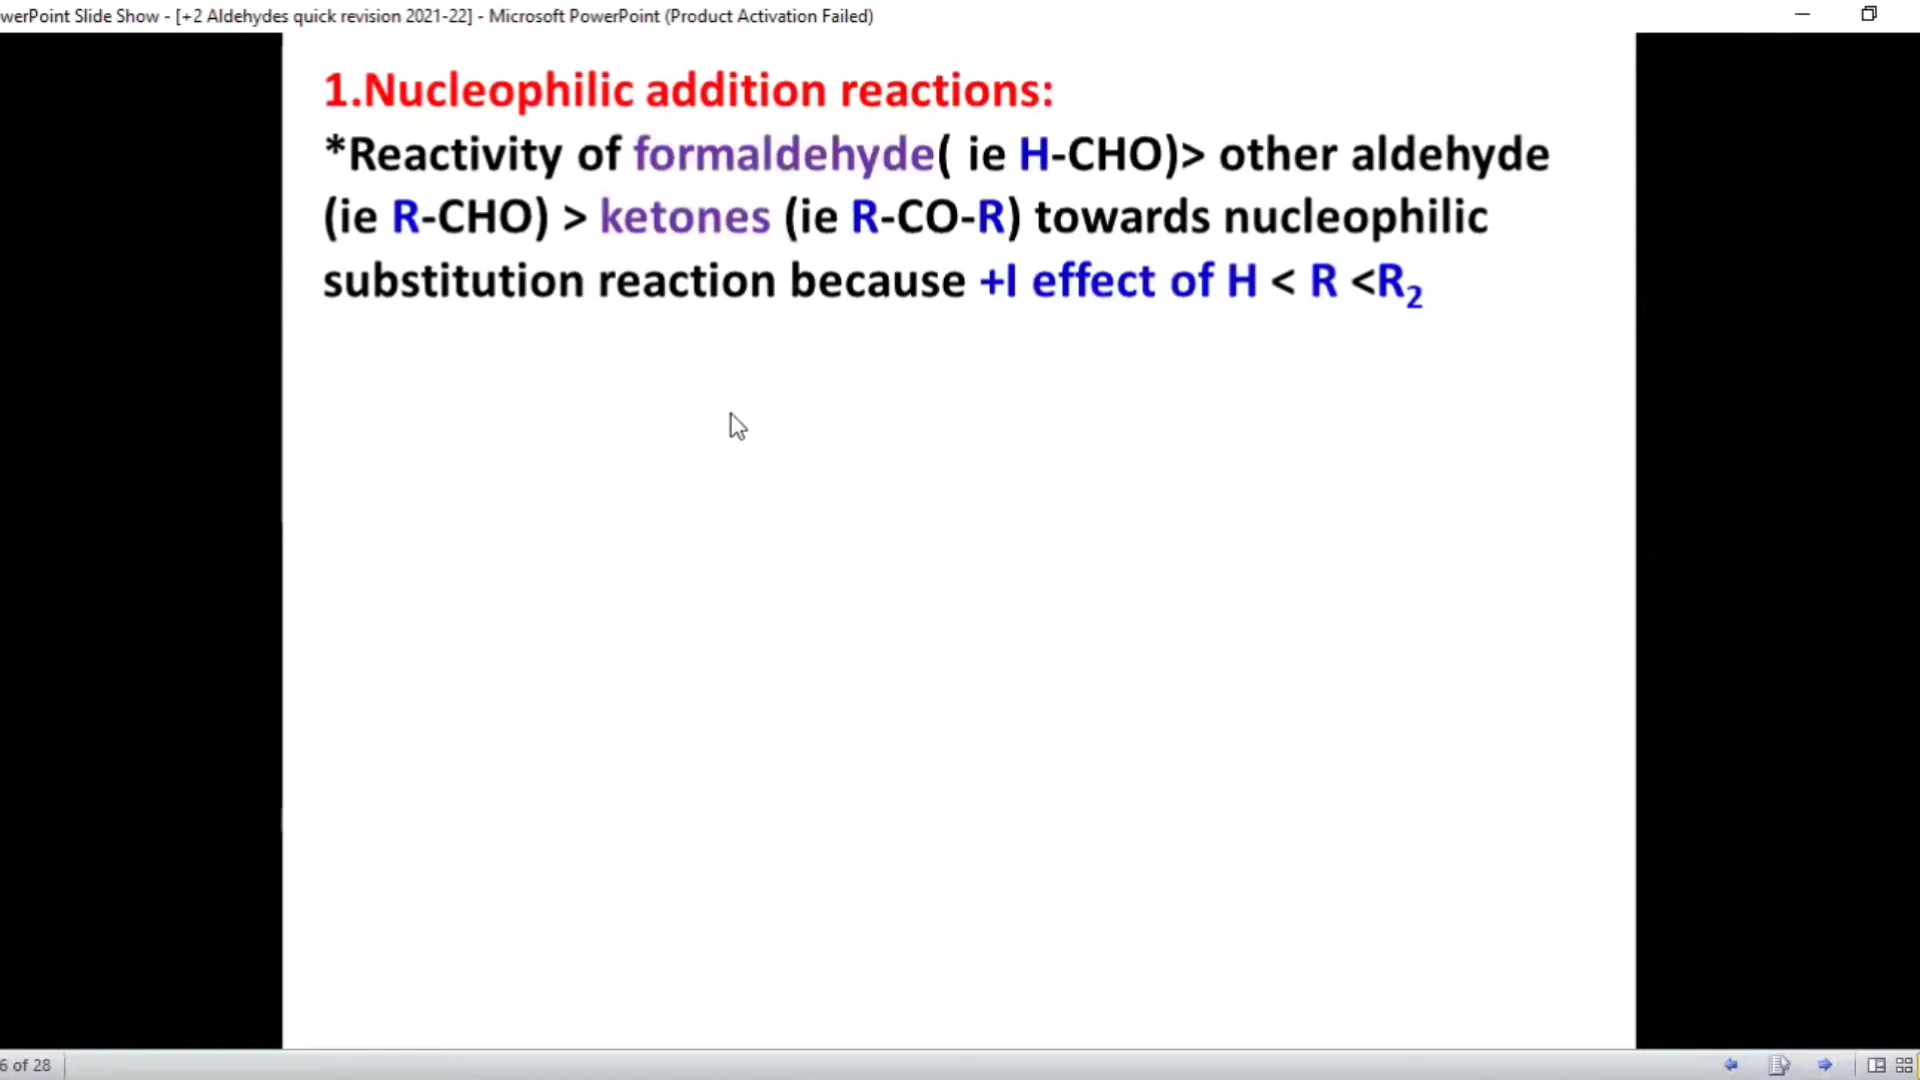 werPoint Slide Show - [+2 Aldehydes quick revision 2021-22] - Microsoft PowerPoint (Product Activation Failed)
1.Nucleophilic addition reactions:
*Reactivity of formaldehyde( ie H-CHO)> other aldehyde
(ie R-CHO) > ketones (ie R-CO-R) towards nucleophilic
substitution reaction because +I effect of H < R <R₂
6 of 28